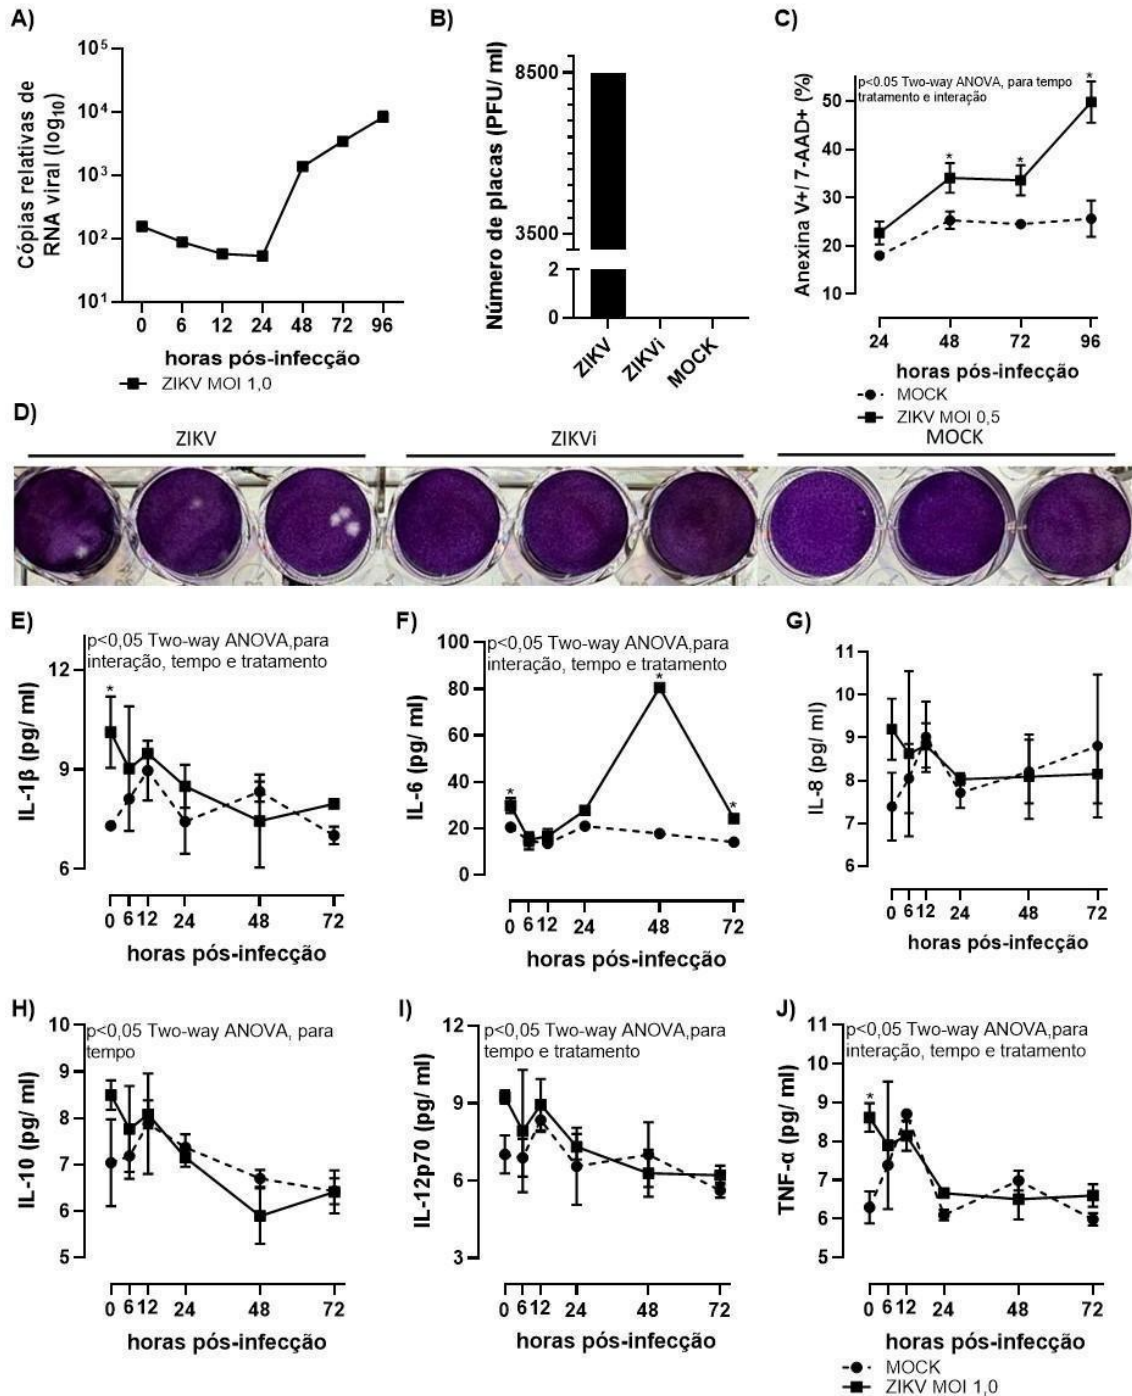 A)
Cópias relativas de
RNA viral (log10)
10⁵
10⁴
10³
10²
10¹
0 6 12 24 48 72 96
horas pós-infecção
ZIKV MOI 1,0
B)
Número de placas (PFU/ ml)
8500
3500
2
0
ZIKV ZIKVi MOCK
C)
p<0.05 Two-way ANOVA, para tempo
tratamento e interação
Anexina V+/ 7-AAD+ (%)
50
40
30
20
10
* * *
24 48 72 96
horas pós-infecção
MOCK
ZIKV MOI 0,5
D)
ZIKV ZIKVi MOCK
E)
p<0,05 Two-way ANOVA,para
interação, tempo e tratamento
IL-1β (pg/ ml)
12
9
6
*
0 6 12 24 48 72
horas pós-infecção
F)
p<0,05 Two-way ANOVA,para
interação, tempo e tratamento
IL-6 (pg/ ml)
100
80
60
40
20
0
* * *
0 6 12 24 48 72
horas pós-infecção
G)
IL-8 (pg/ ml)
11
10
9
8
7
6
0 6 12 24 48 72
horas pós-infecção
H)
p<0,05 Two-way ANOVA, para
tempo
IL-10 (pg/ ml)
10
9
8
7
6
5
0 6 12 24 48 72
horas pós-infecção
I)
p<0,05 Two-way ANOVA,para
tempo e tratamento
IL-12p70 (pg/ ml)
12
9
6
3
0 6 12 24 48 72
horas pós-infecção
J)
p<0,05 Two-way ANOVA,para
interação, tempo e tratamento
TNF-α (pg/ ml)
11
10
9
8
7
6
5
*
0 6 12 24 48 72
horas pós-infecção
MOCK
ZIKV MOI 1,0